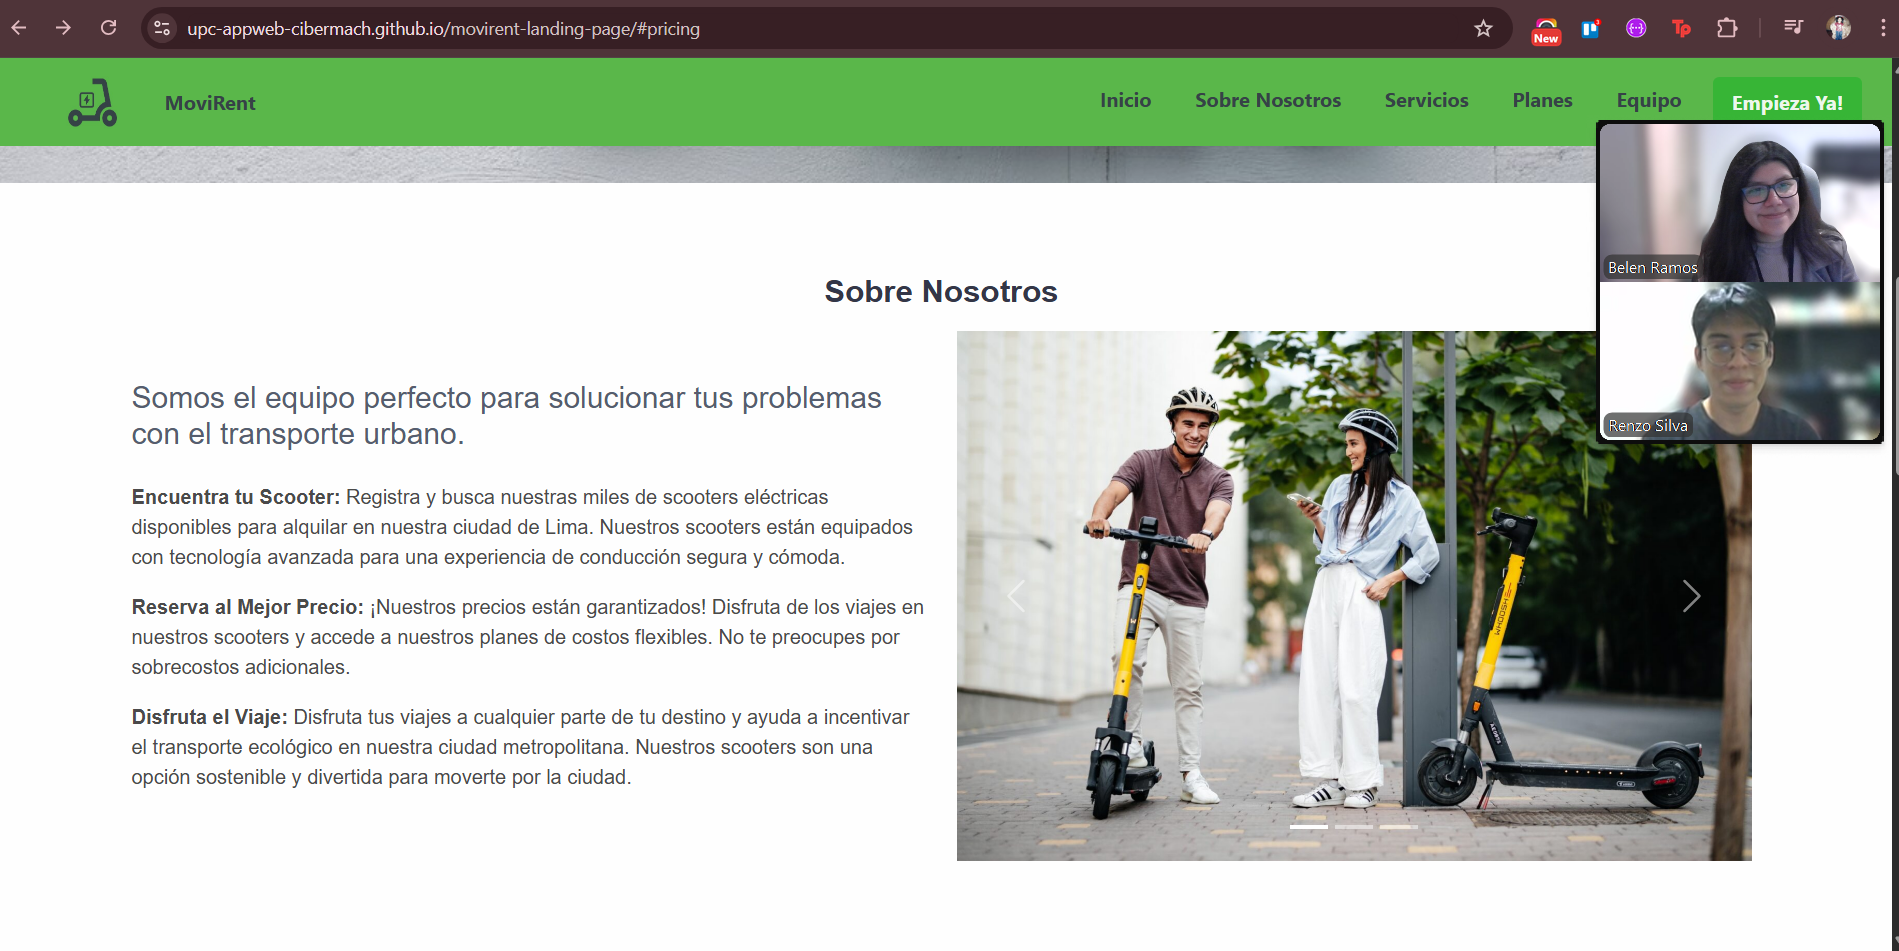 upc-appweb-cibermach.github.io/movirent-landing-page/#pricing
New
3
Tp
MoviRent
Inicio
Sobre Nosotros
Servicios
Planes
Equipo
Empieza Ya!
Belen Ramos
Renzo Silva
Sobre Nosotros
Somos el equipo perfecto para solucionar tus problemas
con el transporte urbano.
Encuentra tu Scooter: Registra y busca nuestras miles de scooters eléctricas
disponibles para alquilar en nuestra ciudad de Lima. Nuestros scooters están equipados
con tecnología avanzada para una experiencia de conducción segura y cómoda.
Reserva al Mejor Precio: ¡Nuestros precios están garantizados! Disfruta de los viajes en
nuestros scooters y accede a nuestros planes de costos flexibles. No te preocupes por
sobrecostos adicionales.
Disfruta el Viaje: Disfruta tus viajes a cualquier parte de tu destino y ayuda a incentivar
el transporte ecológico en nuestra ciudad metropolitana. Nuestros scooters son una
opción sostenible y divertida para moverte por la ciudad.
WHOOSH